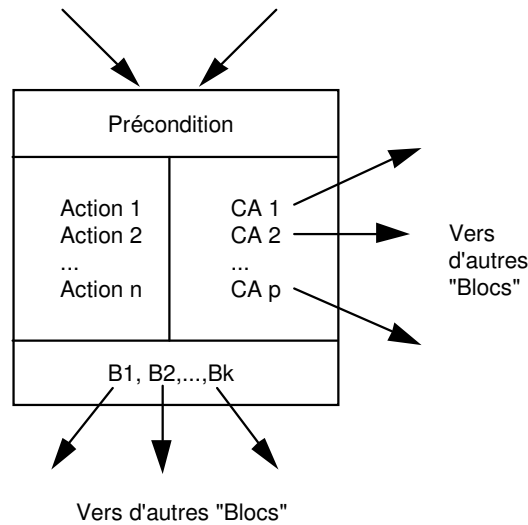 Précondition
Action 1
Action 2
...
Action n
CA 1
CA 2
...
CA p
Vers
d'autres
"Blocs"
B1, B2,...,Bk
Vers d'autres "Blocs"